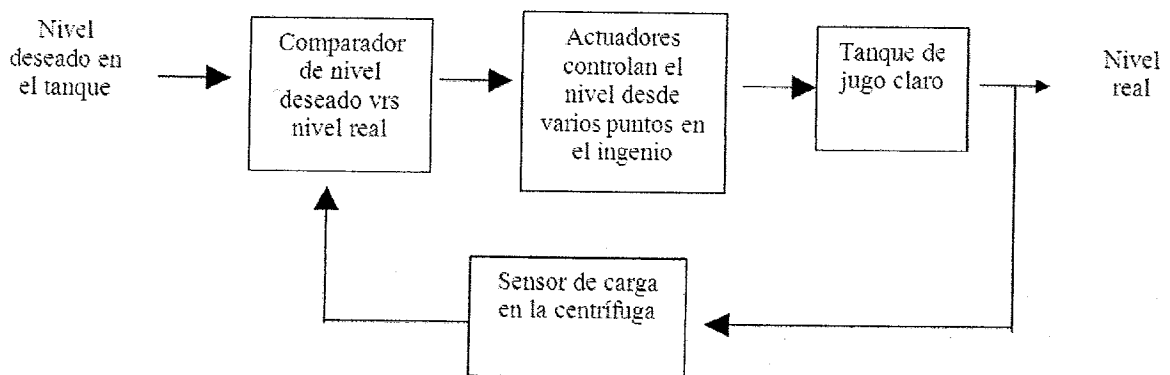 Nivel
deseado en
el tanque
Comparador
de nivel
deseado vrs
nivel real
Actuadores
controlan el
nivel desde
varios puntos en
el ingenio
Tanque de
jugo claro
Nivel
real
Sensor de carga
en la centrífuga